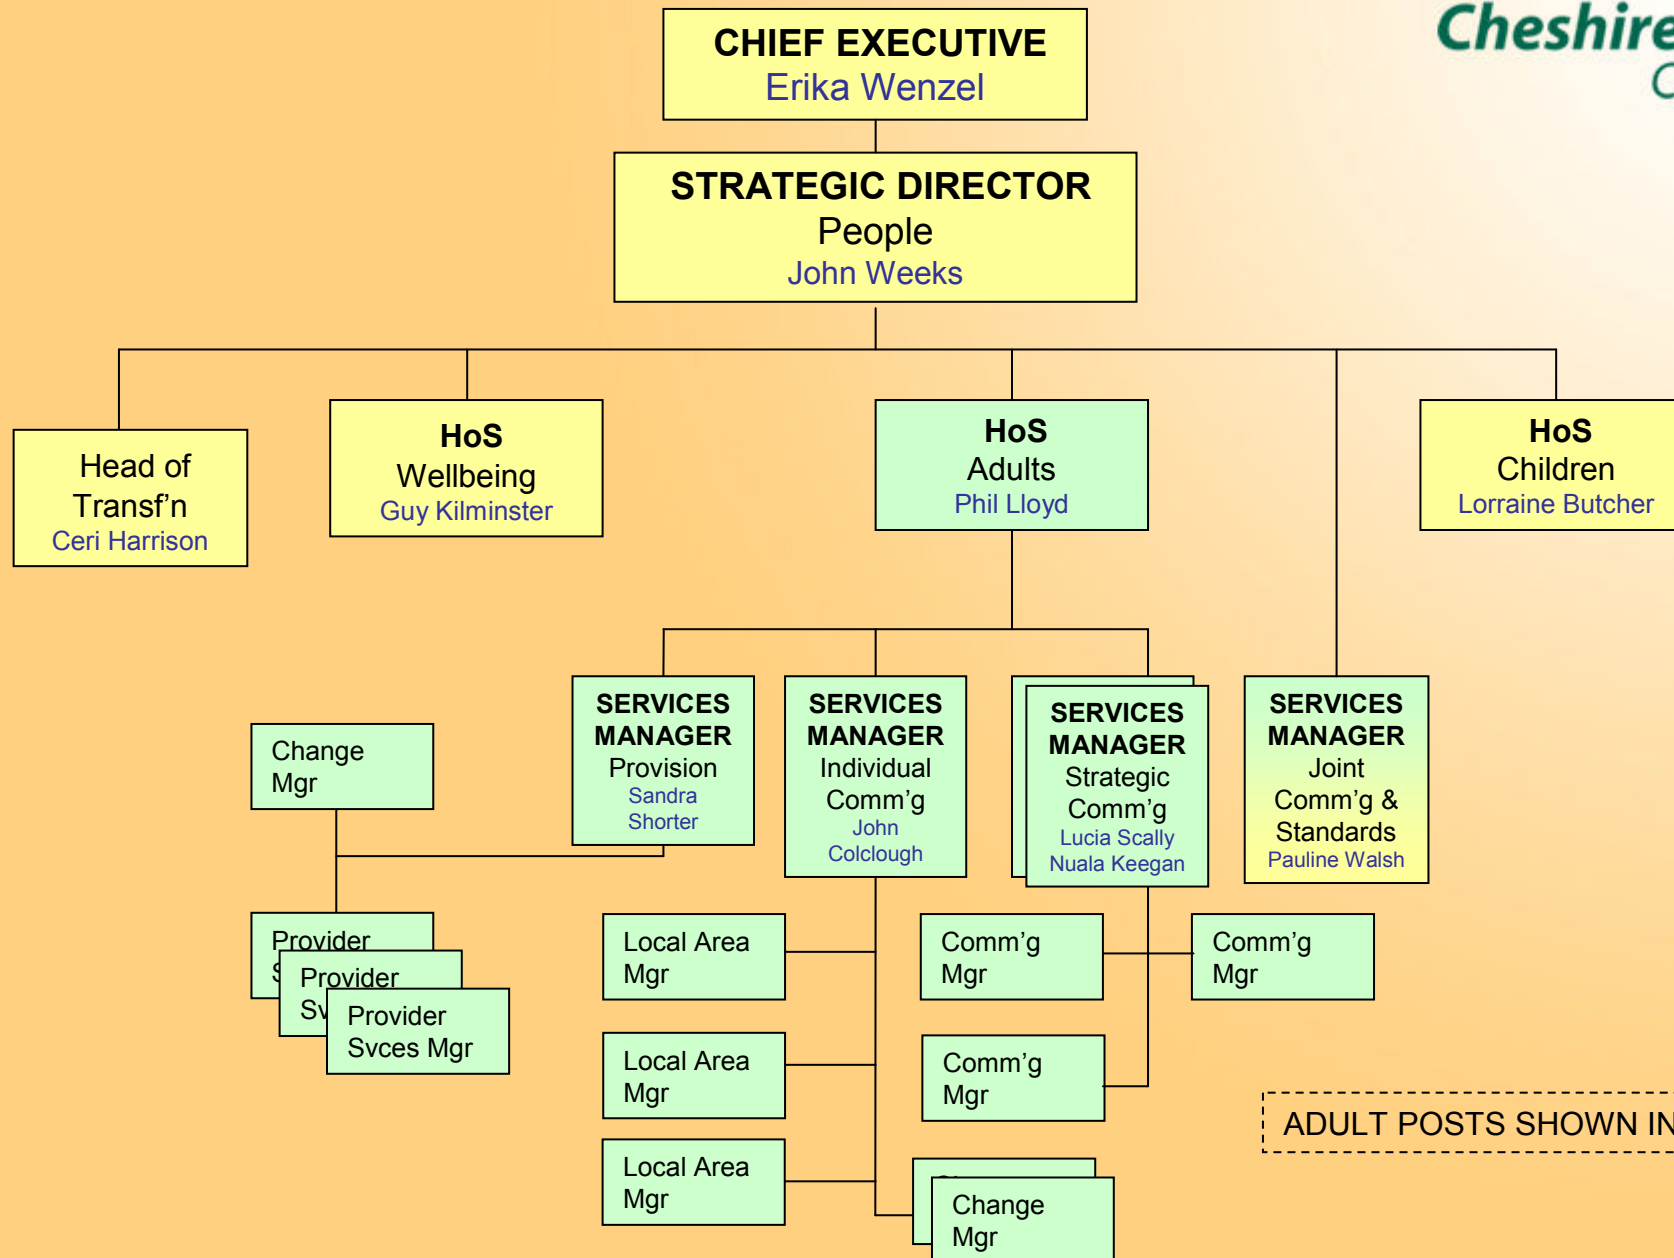 Cheshire
CHIEF EXECUTIVE
Erika Wenzel
STRATEGIC DIRECTOR
People
John Weeks
Head of
Transf'n
Ceri Harrison
HoS
Wellbeing
Guy Kilminster
HoS
Adults
Phil Lloyd
HoS
Children
Lorraine Butcher
SERVICES
MANAGER
Provision
Sandra
Shorter
SERVICES
MANAGER
Individual
Comm'g
John
Colclough
SERVICES
MANAGER
Strategic
Comm'g
Lucia Scally
Nuala Keegan
SERVICES
MANAGER
Joint
Comm'g &
Standards
Pauline Walsh
Change
Mgr
Provider
Provider
Provider
Svces Mgr
Local Area
Mgr
Local Area
Mgr
Local Area
Mgr
Comm'g
Mgr
Comm'g
Mgr
Comm'g
Mgr
Change
Mgr
ADULT POSTS SHOWN IN